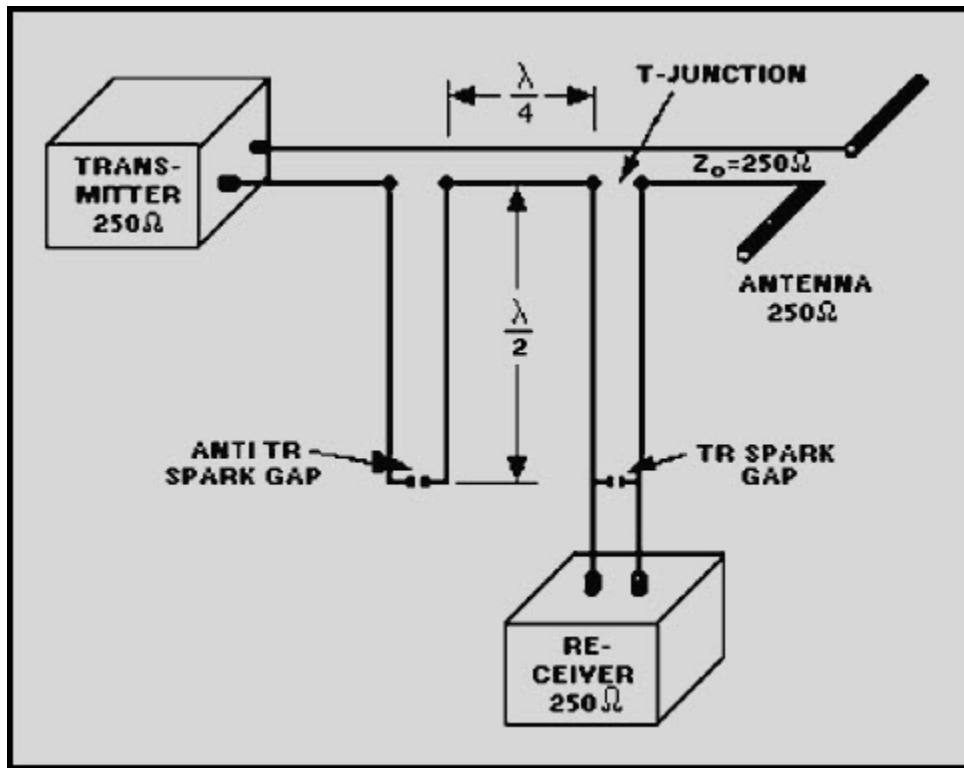 T-JUNCTION
λ
4
Z₀=250Ω
TRANS-
MITTER
250Ω
ANTENNA
250Ω
λ
2
ANTI TR
SPARK GAP
TR SPARK
GAP
RE-
CEIVER
250Ω